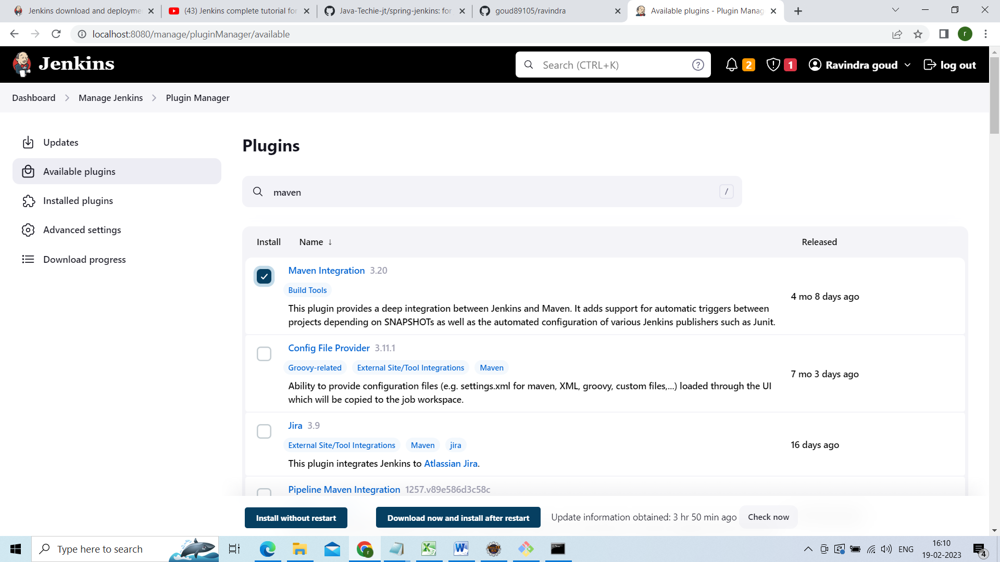 Jenkins download and deployme
(43) Jenkins complete tutorial for
Java-Techie-jt/spring-jenkins: for
goud89105/ravindra
Available plugins - Plugin Manag
localhost:8080/manage/pluginManager/available
r
Jenkins
Search (CTRL+K)
2
1
Ravindra goud
log out
Dashboard
Manage Jenkins
Plugin Manager
Updates
Available plugins
Installed plugins
Advanced settings
Download progress
Plugins
maven
/
Install Name ↓ Released
Maven Integration 3.20
Build Tools
This plugin provides a deep integration between Jenkins and Maven. It adds support for automatic triggers between
projects depending on SNAPSHOTs as well as the automated configuration of various Jenkins publishers such as Junit.
4 mo 8 days ago
Config File Provider 3.11.1
Groovy-related External Site/Tool Integrations Maven
Ability to provide configuration files (e.g. settings.xml for maven, XML, groovy, custom files,...) loaded through the UI
which will be copied to the job workspace.
7 mo 3 days ago
Jira 3.9
External Site/Tool Integrations Maven jira
This plugin integrates Jenkins to Atlassian Jira.
16 days ago
Pipeline Maven Integration 1257.v89e586d3c58c
Install without restart
Download now and install after restart
Update information obtained: 3 hr 50 min ago
Check now
Type here to search
ENG
16:10
19-02-2023
4